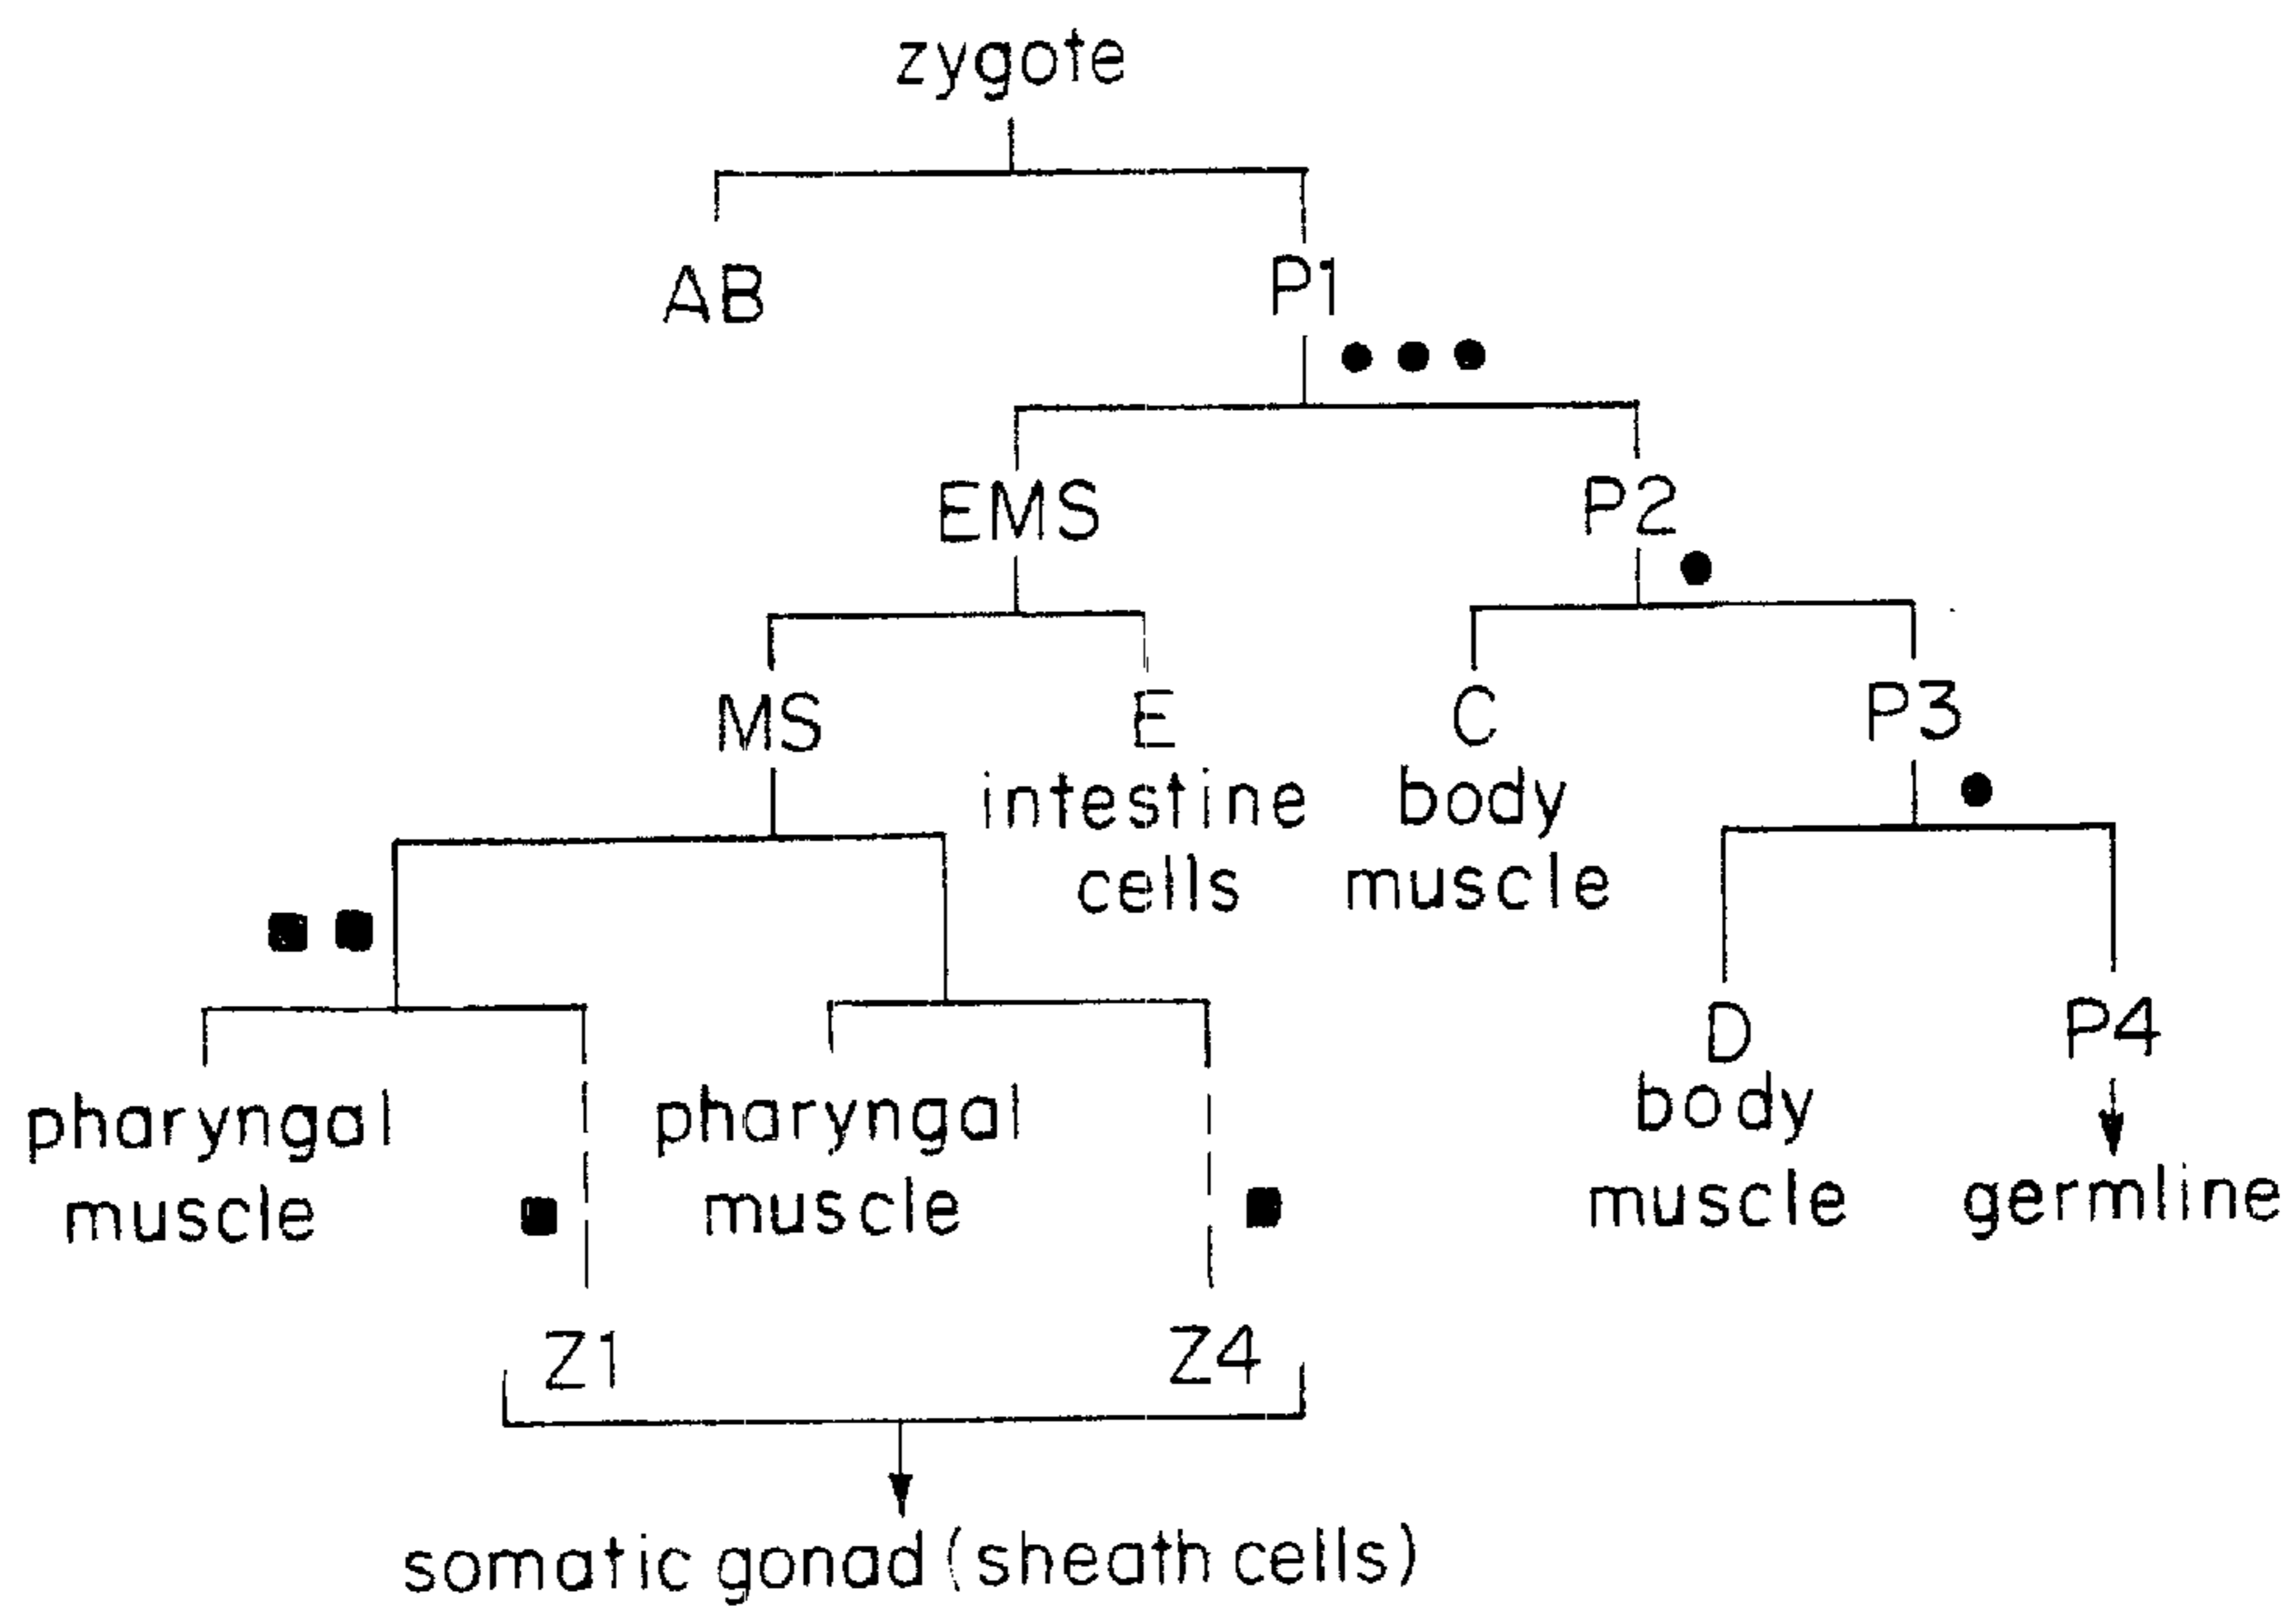 zygote
AB
P1
EMS
P2
MS
E
intestine
cells
C
body
muscle
P3
pharyngal
muscle
pharyngal
muscle
D
body
muscle
P4
germline
Z1
Z4
somatic gonad (sheath cells)